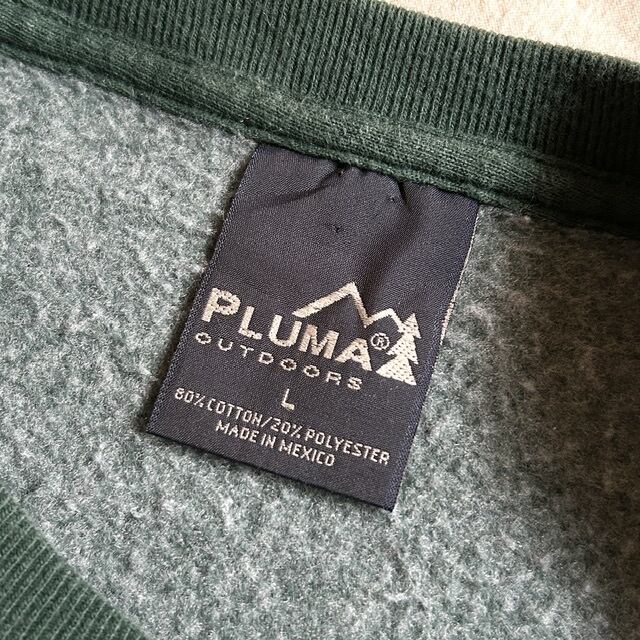 PLUMA®
OUTDOORS
L
80% COTTON/20% POLYESTER
MADE IN MEXICO